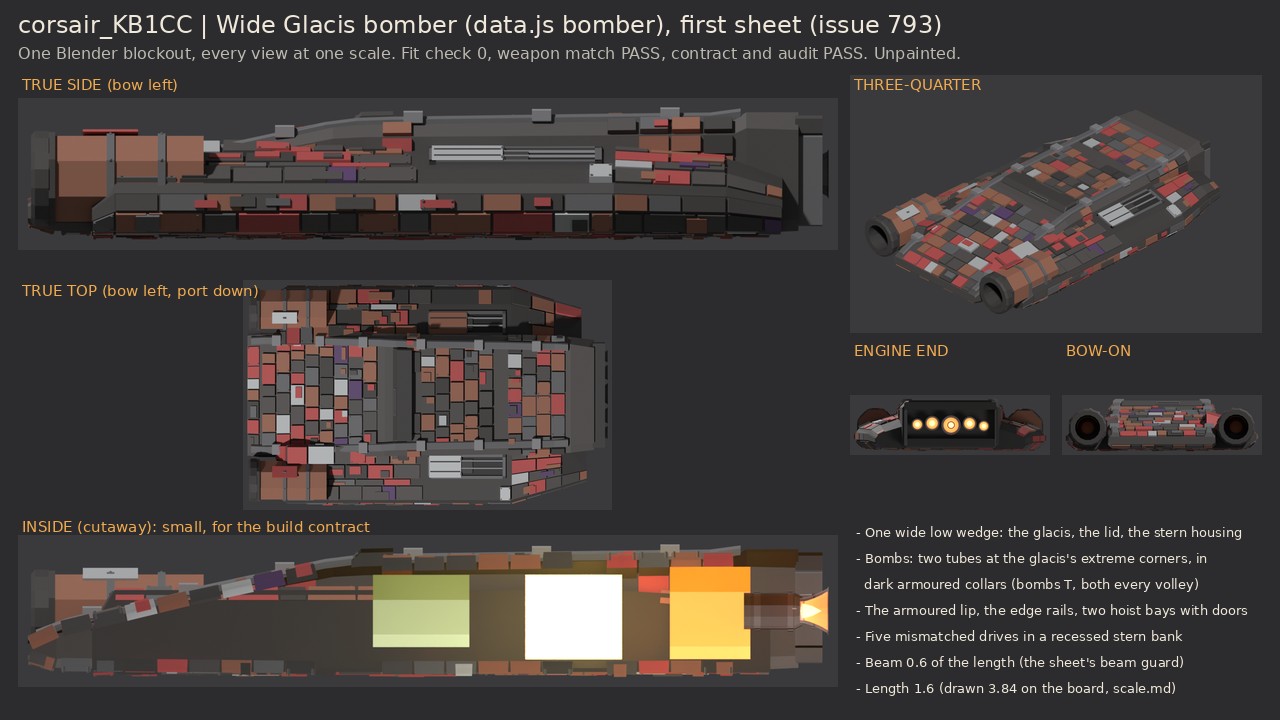 corsair_KB1CC | Wide Glacis bomber (data.js bomber), first sheet (issue 793)
One Blender blockout, every view at one scale. Fit check 0, weapon match PASS, contract and audit PASS. Unpainted.
TRUE SIDE (bow left)
THREE-QUARTER
TRUE TOP (bow left, port down)
ENGINE END
BOW-ON
INSIDE (cutaway): small, for the build contract
- One wide low wedge: the glacis, the lid, the stern housing
- Bombs: two tubes at the glacis's extreme corners, in
dark armoured collars (bombs T, both every volley)
- The armoured lip, the edge rails, two hoist bays with doors
- Five mismatched drives in a recessed stern bank
- Beam 0.6 of the length (the sheet's beam guard)
- Length 1.6 (drawn 3.84 on the board, scale.md)